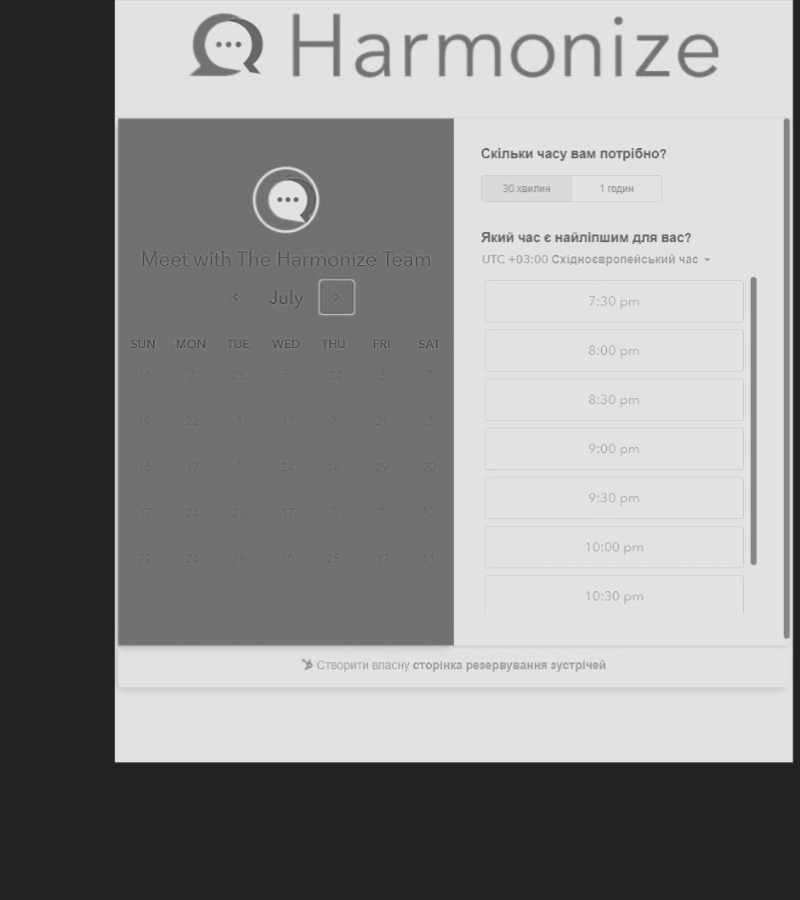 Harmonize
Meet with The Harmonize Team
July
SUN MON TUE WED THU FRI SAT
16 2 25 5 24 3 7
19 22 1 17 7 21 3
16 17 1 24 18 29 22
17 24 26 17 3 3 12
22 24 28 16 25 17 11
Скільки часу вам потрібно?
30 хвилин 1 годин
Який час є найліпшим для вас?
UTC +03:00 Східноєвропейський час
7:30 pm
8:00 pm
8:30 pm
9:00 pm
9:30 pm
10:00 pm
10:30 pm
Створити власну сторінка резервування зустрічей